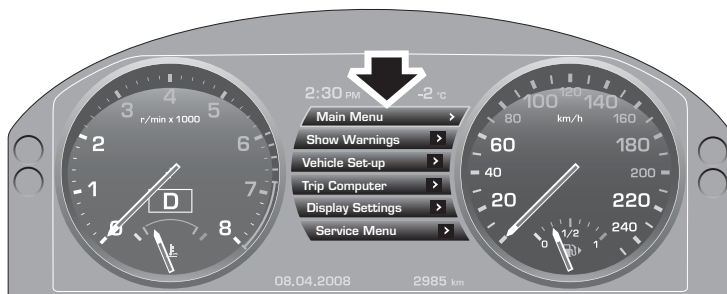 2:30 PM -2 °C
Main Menu >
Show Warnings >
Vehicle Set-up >
Trip Computer >
Display Settings >
Service Menu >
08.04.2008 2985 km
r/min x 1000
0
1
2
3
4
5
6
7
8
D
km/h
20
40
60
80
100
120
140
160
180
200
220
240
0 1/2 1